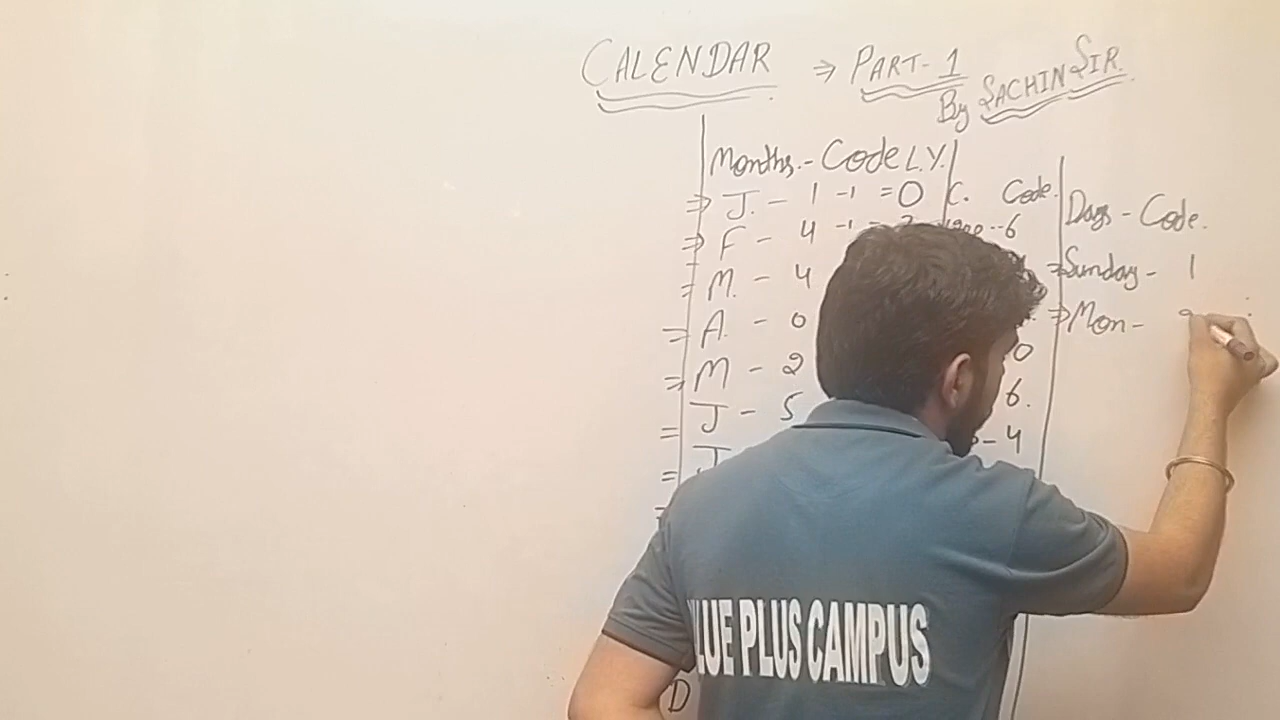 CALENDAR ⇒ PART-1
By SACHIN SIR.
Months.- Code L.Y. 
⇒ J. - 1 -1 = 0
⇒ F - 4 -1 =
= M. - 4
= A. - 0
⇒ M - 2
= J - 5
= J
=
D
C. Code.
- 6
0
6.
- 4
Days - Code.
⇒ Sunday - 1
⇒ Mon -
LUE PLUS CAMPUS